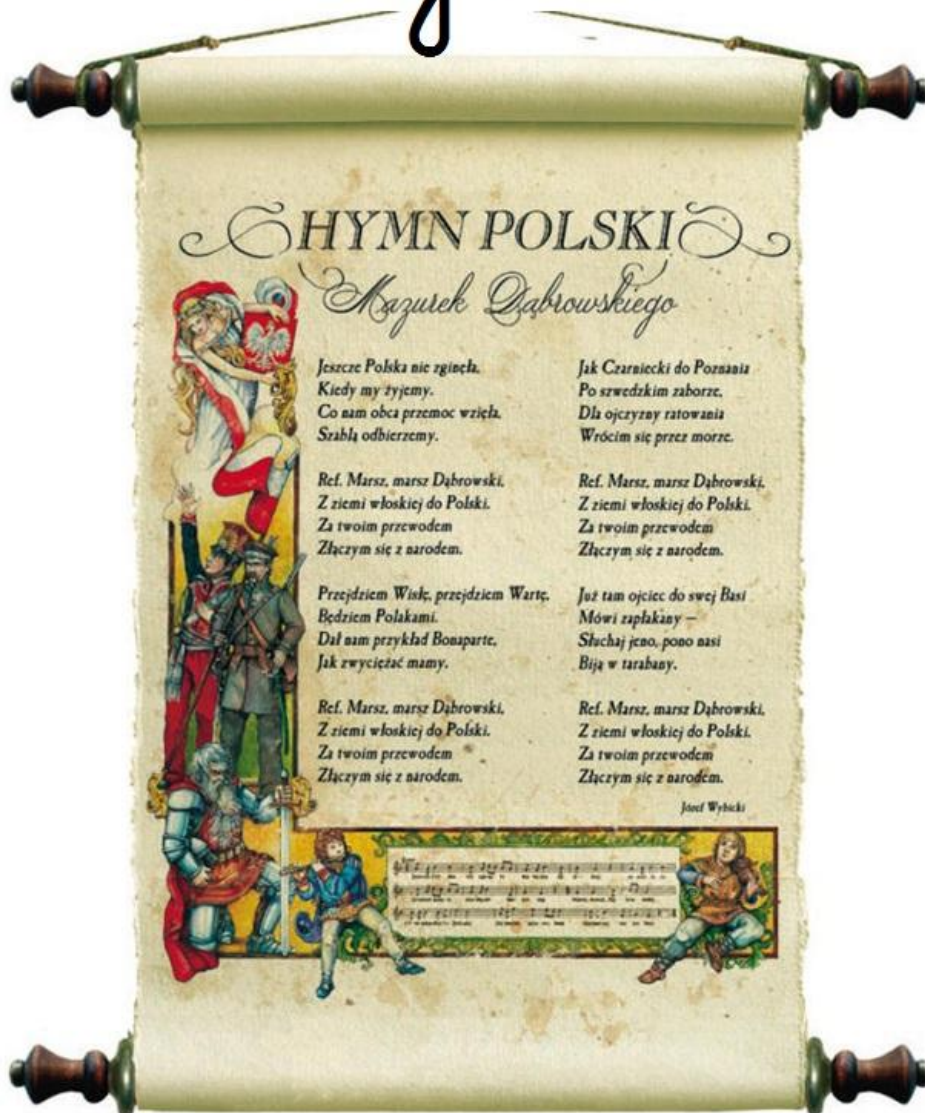 HYMN POLSKI
Mazurek Dąbrowskiego
Jeszcze Polska nie zginęła,
Kiedy my żyjemy.
Co nam obca przemoc wzięła,
Szablą odbierzemy.
Ref. Marsz, marsz Dąbrowski,
Z ziemi włoskiej do Polski.
Za twoim przewodem
Złączym się z narodem.
Przejdziem Wisłę, przejdziem Wartę,
Będziem Polakami.
Dał nam przykład Bonaparte,
Jak zwyciężać mamy.
Ref. Marsz, marsz Dąbrowski,
Z ziemi włoskiej do Polski.
Za twoim przewodem
Złączym się z narodem.
Jak Czarniecki do Poznania
Po szwedzkim zaborze,
Dla ojczyzny ratowania
Wrócim się przez morze.
Ref. Marsz, marsz Dąbrowski,
Z ziemi włoskiej do Polski.
Za twoim przewodem
Złączym się z narodem.
Już tam ojciec do swej Basi
Mówi zapłakany —
Słuchaj jeno, pono nasi
Biją w tarabany.
Ref. Marsz, marsz Dąbrowski,
Z ziemi włoskiej do Polski.
Za twoim przewodem
Złączym się z narodem.
Józef Wybicki